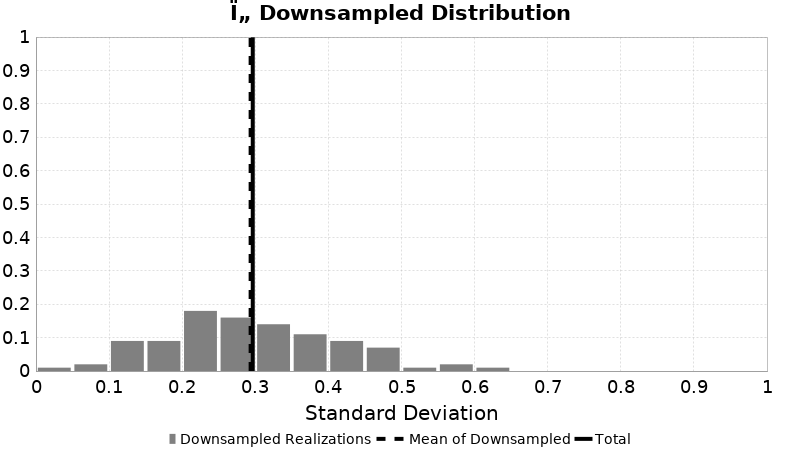 Ï„ Downsampled Distribution
1
0.9
0.8
0.7
0.6
0.5
0.4
0.3
0.2
0.1
0
0 0.1 0.2 0.3 0.4 0.5 0.6 0.7 0.8 0.9 1
Standard Deviation
Downsampled Realizations Mean of Downsampled Total